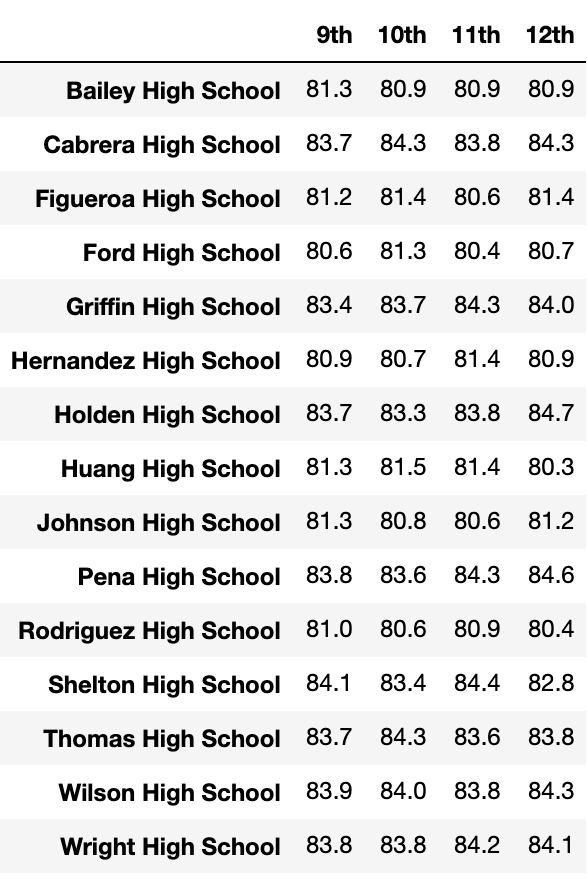 9th 10th 11th 12th
Bailey High School 81.3 80.9 80.9 80.9
Cabrera High School 83.7 84.3 83.8 84.3
Figueroa High School 81.2 81.4 80.6 81.4
Ford High School 80.6 81.3 80.4 80.7
Griffin High School 83.4 83.7 84.3 84.0
Hernandez High School 80.9 80.7 81.4 80.9
Holden High School 83.7 83.3 83.8 84.7
Huang High School 81.3 81.5 81.4 80.3
Johnson High School 81.3 80.8 80.6 81.2
Pena High School 83.8 83.6 84.3 84.6
Rodriguez High School 81.0 80.6 80.9 80.4
Shelton High School 84.1 83.4 84.4 82.8
Thomas High School 83.7 84.3 83.6 83.8
Wilson High School 83.9 84.0 83.8 84.3
Wright High School 83.8 83.8 84.2 84.1